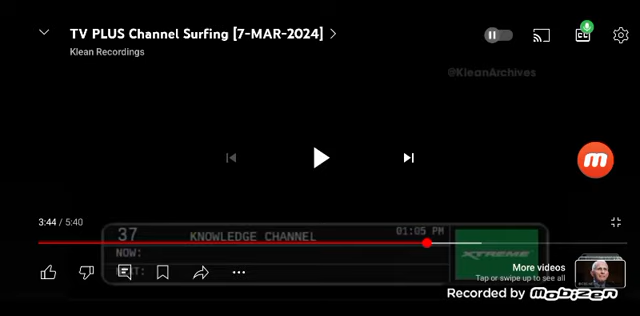 TV PLUS Channel Surfing [7-MAR-2024]
Klean Recordings
CC
@KleanArchives
m
3:44 / 5:40
37 KNOWLEDGE CHANNEL 01:05 PM
NOW:
XTREME
More videos
Tap or swipe up to see all
Recorded by MOBIZEN